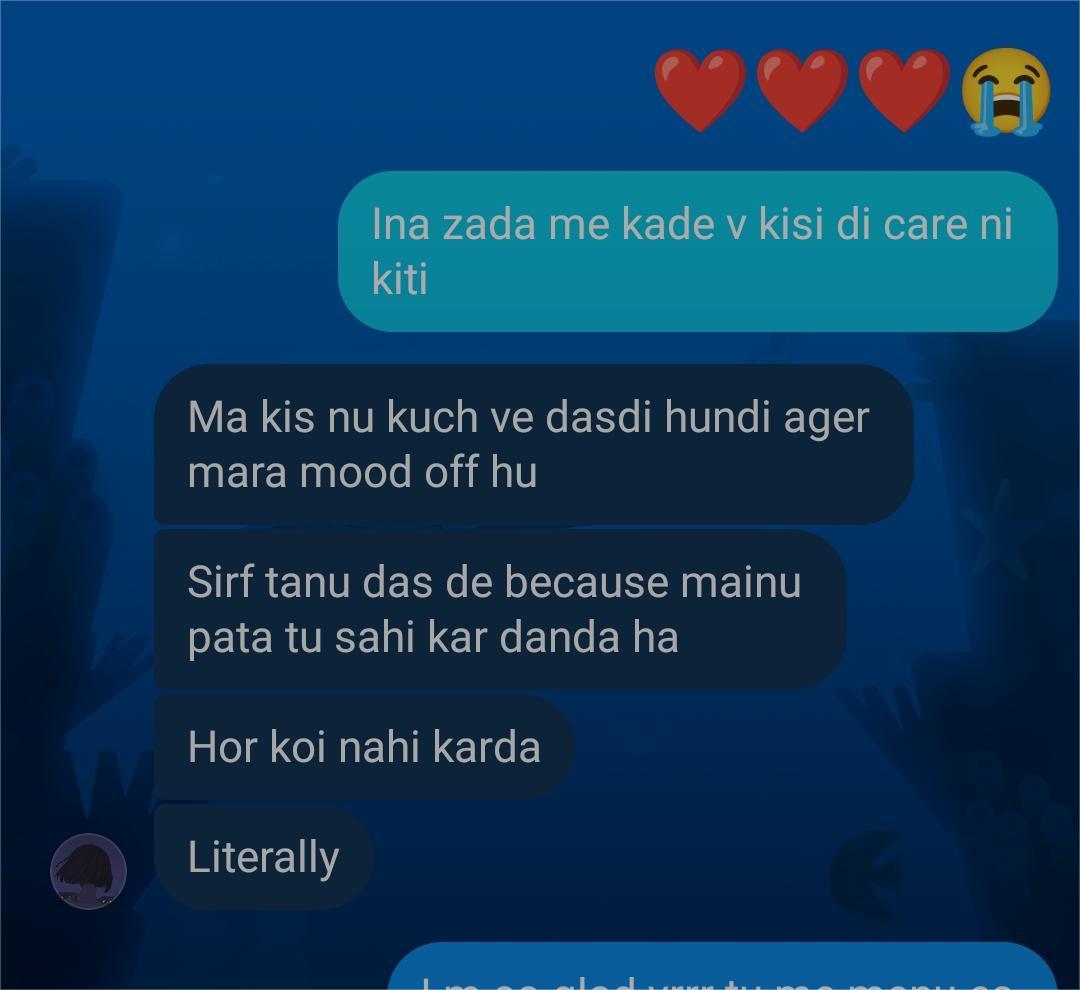 Ina zada me kade v kisi di care ni
kiti
Ma kis nu kuch ve dasdi hundi ager
mara mood off hu
Sirf tanu das de because mainu
pata tu sahi kar danda ha
Hor koi nahi karda
Literally